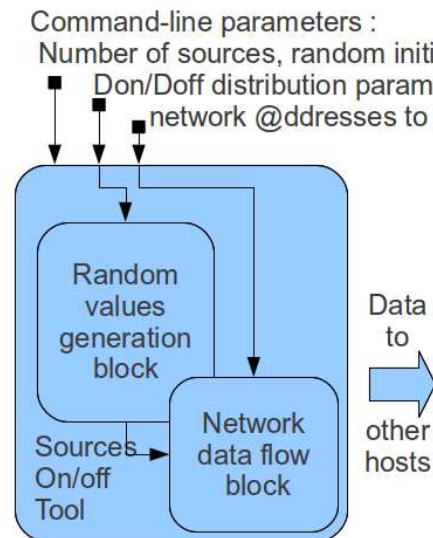 Command-line parameters :
Number of sources, random initi
Don/Doff distribution param
network @ddresses to
Random
values
generation
block
Data
to
other
hosts
Network
data flow
block
Sources
On/off
Tool